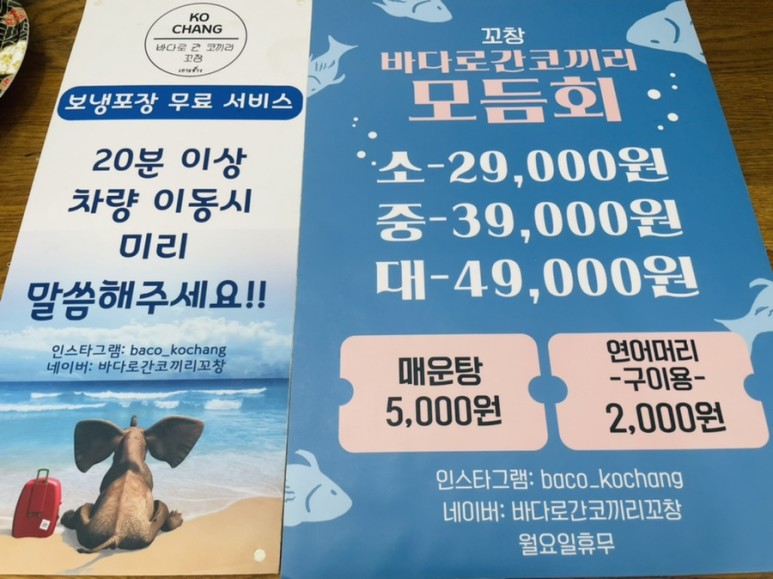 KO
CHANG
바다로 간 코끼리
꼬창
보냉포장 무료 서비스
20분 이상
차량 이동시
미리
말씀해주세요!!
인스타그램: baco_kochang
네이버: 바다로간코끼리꼬창
꼬창
바다로간코끼리
모듬회
소-29,000원
중-39,000원
대-49,000원
매운탕
5,000원
연어머리
-구이용-
2,000원
인스타그램: baco_kochang
네이버: 바다로간코끼리꼬창
월요일휴무